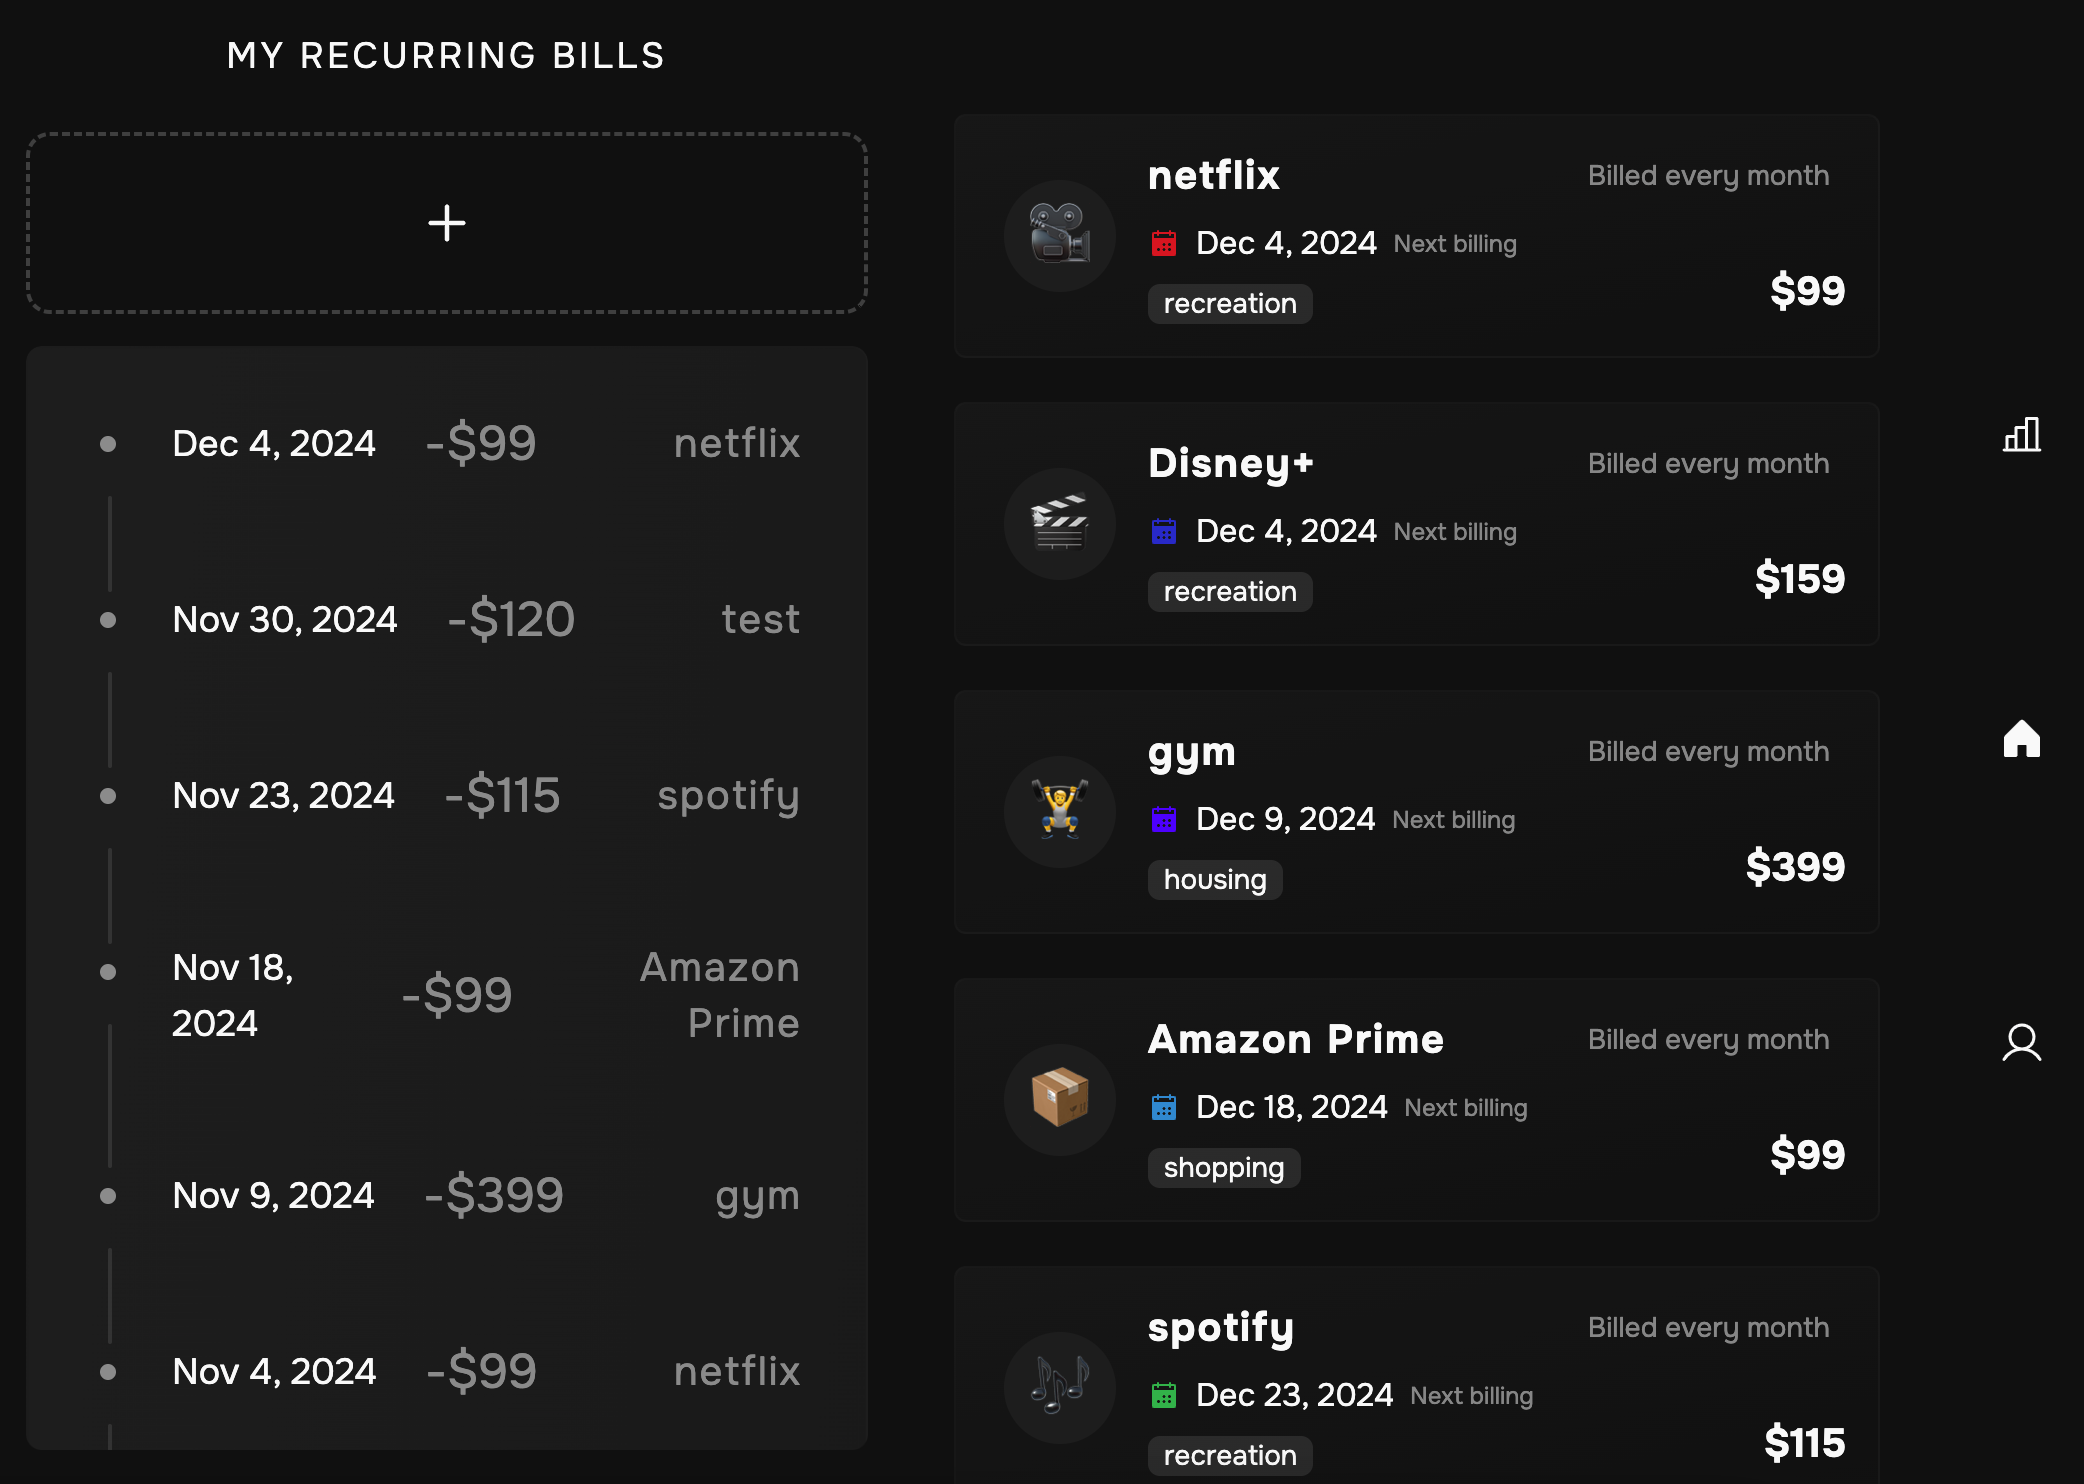 MY RECURRING BILLS
+
Dec 4, 2024 -$99 netflix
Nov 30, 2024 -$120 test
Nov 23, 2024 -$115 spotify
Nov 18,
2024
-$99
Amazon
Prime
Nov 9, 2024 -$399 gym
Nov 4, 2024 -$99 netflix
netflix
Billed every month
Dec 4, 2024 Next billing
recreation
$99
Disney+
Billed every month
Dec 4, 2024 Next billing
recreation
$159
gym
Billed every month
Dec 9, 2024 Next billing
housing
$399
Amazon Prime
Billed every month
Dec 18, 2024 Next billing
shopping
$99
spotify
Billed every month
Dec 23, 2024 Next billing
recreation
$115